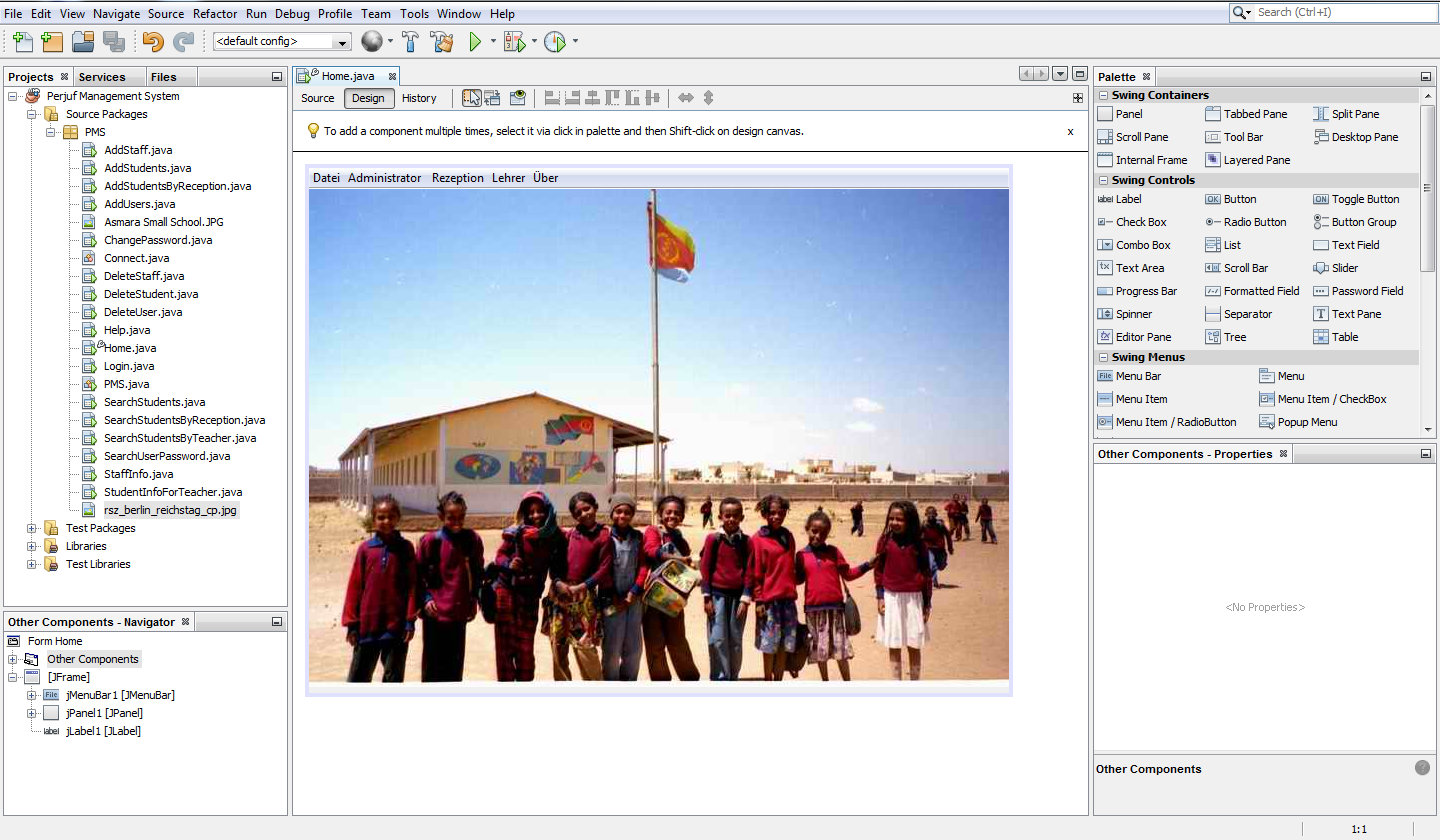 File Edit View Navigate Source Refactor Run Debug Profile Team Tools Window Help
Search (Ctrl+I)
<default config>
Projects Services Files
Perjuf Management System
Source Packages
PMS
AddStaff.java
AddStudents.java
AddStudentsByReception.java
AddUsers.java
Asmara Small School.JPG
ChangePassword.java
Connect.java
DeleteStaff.java
DeleteStudent.java
DeleteUser.java
Help.java
Home.java
Login.java
PMS.java
SearchStudents.java
SearchStudentsByReception.java
SearchStudentsByTeacher.java
SearchUserPassword.java
StaffInfo.java
StudentInfoForTeacher.java
rsz_berlin_reichstag_cp.jpg
Test Packages
Libraries
Test Libraries
Other Components - Navigator
Form Home
Other Components
[JFrame]
File jMenuBar1 [JMenuBar]
jPanel1 [JPanel]
label jLabel1 [JLabel]
Home.java
Source Design History
To add a component multiple times, select it via click in palette and then Shift-click on design canvas.
x
Datei Administrator Rezeption Lehrer Über
Palette
Swing Containers
Panel Tabbed Pane Split Pane
Scroll Pane Tool Bar Desktop Pane
Internal Frame Layered Pane
Swing Controls
label Label OK Button ON Toggle Button
Check Box Radio Button Button Group
Combo Box List Text Field
Text Area Scroll Bar Slider
Progress Bar Formatted Field Password Field
Spinner Separator T Text Pane
Editor Pane Tree Table
Swing Menus
File Menu Bar Menu
Menu Item Menu Item / CheckBox
Menu Item / RadioButton Popup Menu
Other Components - Properties
<No Properties>
Other Components
?
1:1